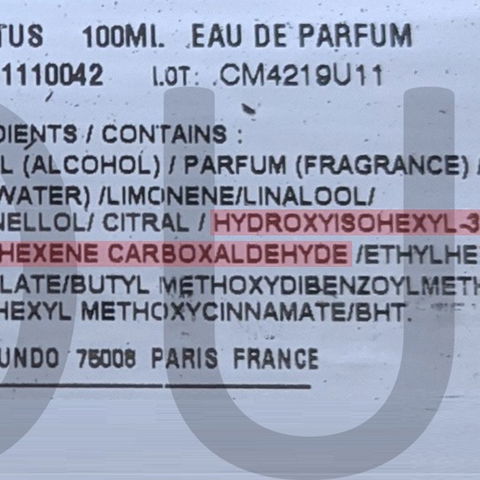 TUS 100Ml. EAU DE PARFUM
1110042 LOT: .CM4219U11
DIENTS / CONTAINS :
L (ALCOHOL) / PARFUM (FRAGRANCE) /
WATER) /LIMONENE/LINALOOL/
NELLOL/ CITRAL / HYDROXYISOHEXYL-3
HEXENE CARBOXALDEHYDE /ETHYLHE
LATE/BUTYL METHOXYDIBENZOYLMETH
HEXYL METHOXYCINNAMATE/BHT.
UNDO 75008 PARIS FRANCE